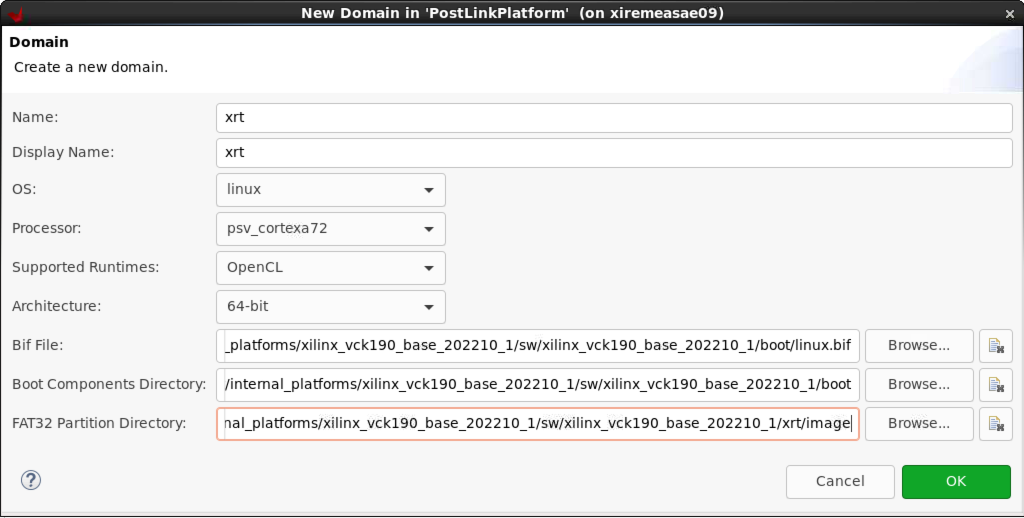 New Domain in 'PostLinkPlatform' (on xiremeasae09)
Domain
Create a new domain.
Name: xrt
Display Name: xrt
OS: linux
Processor: psv_cortexa72
Supported Runtimes: OpenCL
Architecture: 64-bit
Bif File: _platforms/xilinx_vck190_base_202210_1/sw/xilinx_vck190_base_202210_1/boot/linux.bif Browse...
Boot Components Directory: /internal_platforms/xilinx_vck190_base_202210_1/sw/xilinx_vck190_base_202210_1/boot Browse...
FAT32 Partition Directory: nal_platforms/xilinx_vck190_base_202210_1/sw/xilinx_vck190_base_202210_1/xrt/image Browse...
Cancel OK